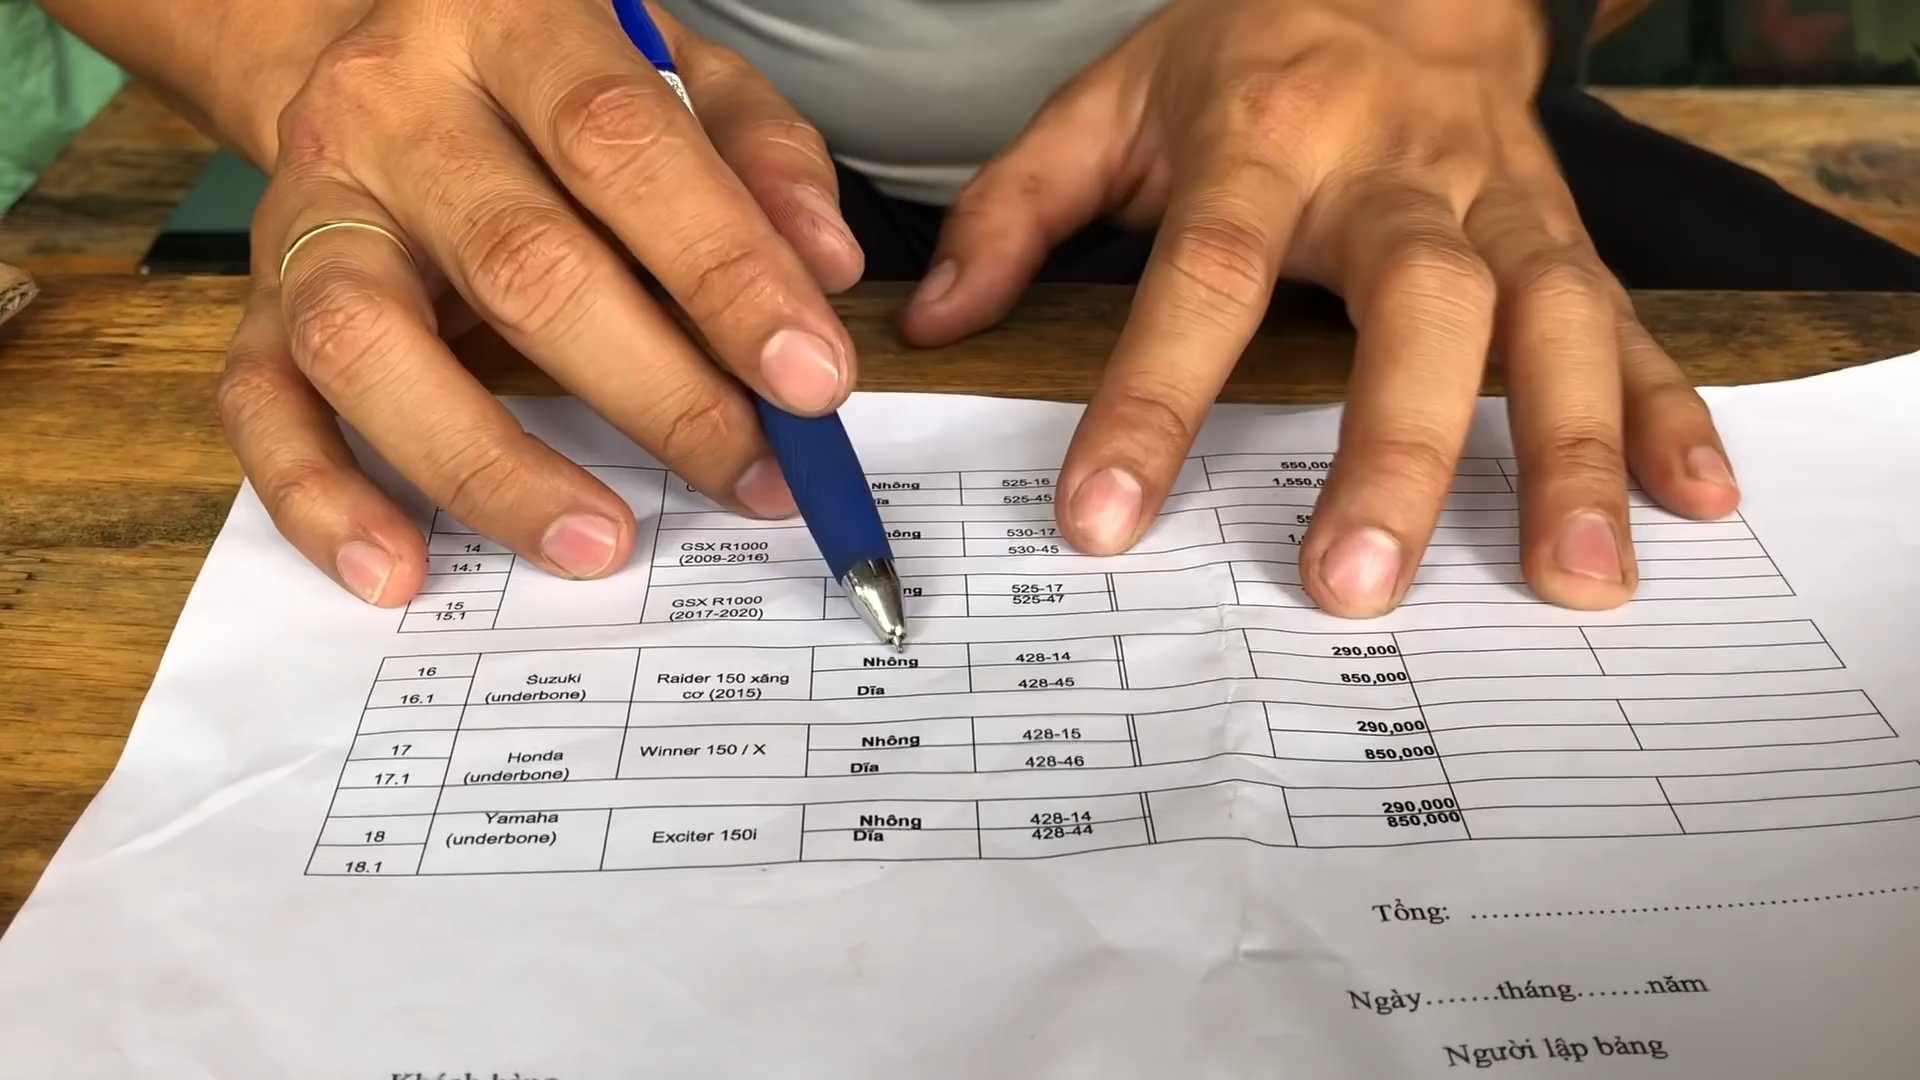 Nhông 525-16 550,000
525-45
530-17
14 GSX R1000 530-45
14.1 (2009-2016)
15 GSX R1000 525-17
15.1 (2017-2020) 525-47
16 Nhông 428-14 290,000
Suzuki Raider 150 xăng
16.1 (underbone) cơ (2015) Dĩa 428-45 850,000
17 Nhông 428-15 290,000
Honda Winner 150 / X
17.1 (underbone) Dĩa 428-46 850,000
Yamaha Nhông 428-14 290,000
18 (underbone) Exciter 150i Dĩa 428-44 850,000
18.1
Tổng: ........................................
Ngày.......tháng.......năm
Người lập bảng